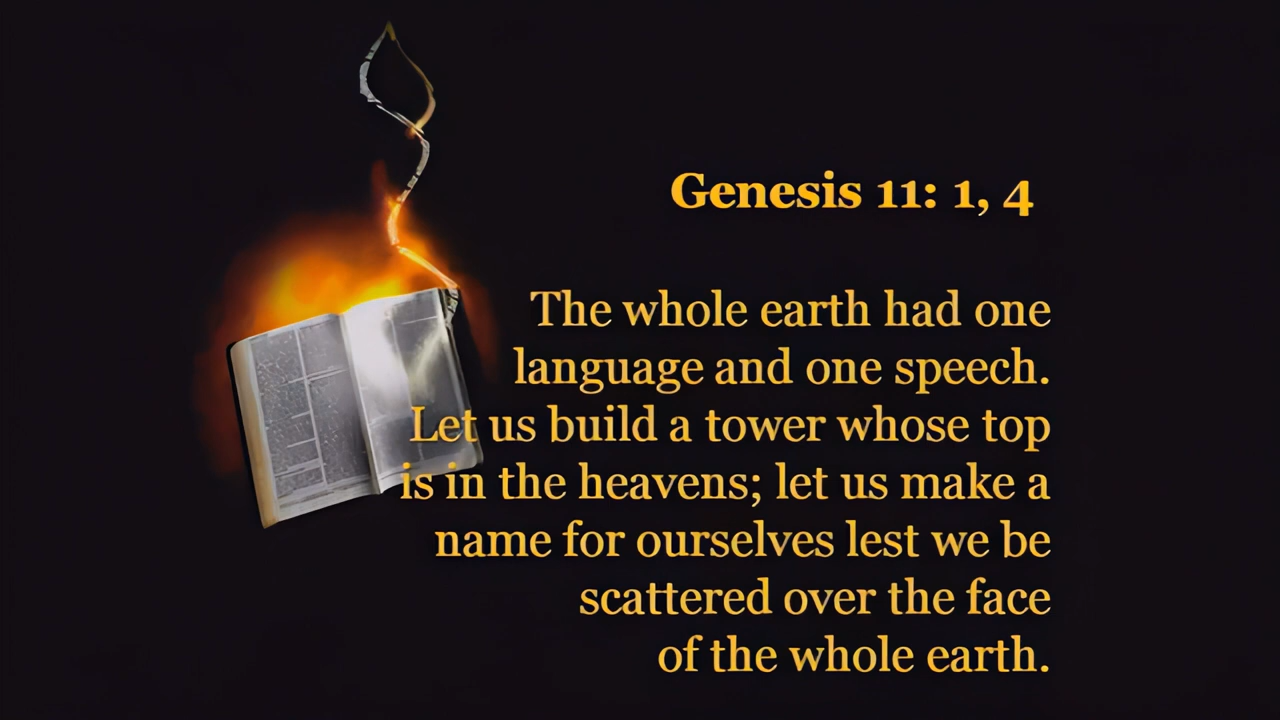 Genesis 11: 1, 4
The whole earth had one
language and one speech.
Let us build a tower whose top
is in the heavens; let us make a
name for ourselves lest we be
scattered over the face
of the whole earth.